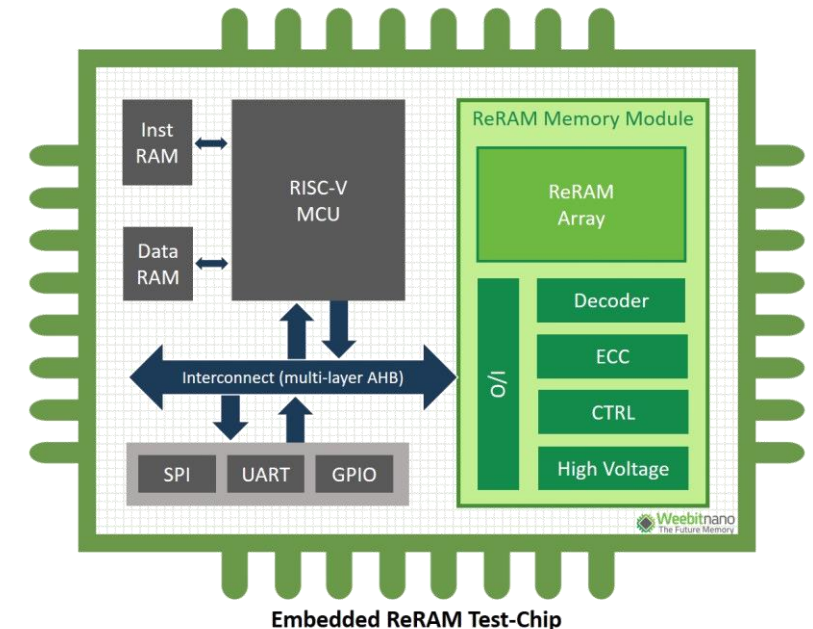 Inst
RAM
RISC-V
MCU
Data
RAM
Interconnect (multi-layer AHB)
SPI
UART
GPIO
ReRAM Memory Module
ReRAM
Array
I/O
Decoder
ECC
CTRL
High Voltage
Weebitnano
The Future Memory
Embedded ReRAM Test-Chip